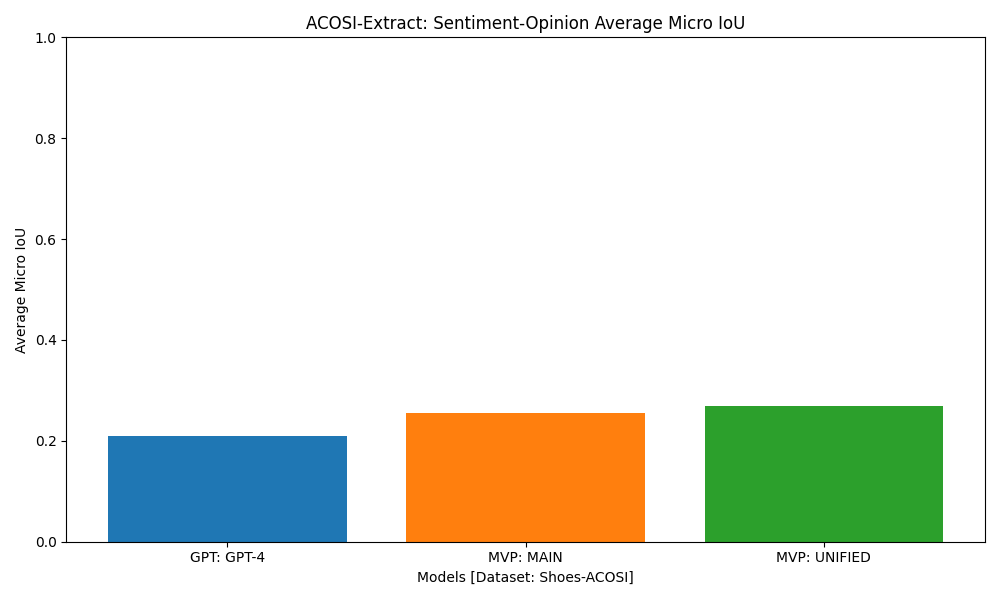 ACOSI-Extract: Sentiment-Opinion Average Micro IoU
1.0
0.8
0.6
0.4
0.2
0.0
Average Micro IoU
GPT: GPT-4
MVP: MAIN
MVP: UNIFIED
Models [Dataset: Shoes-ACOSI]